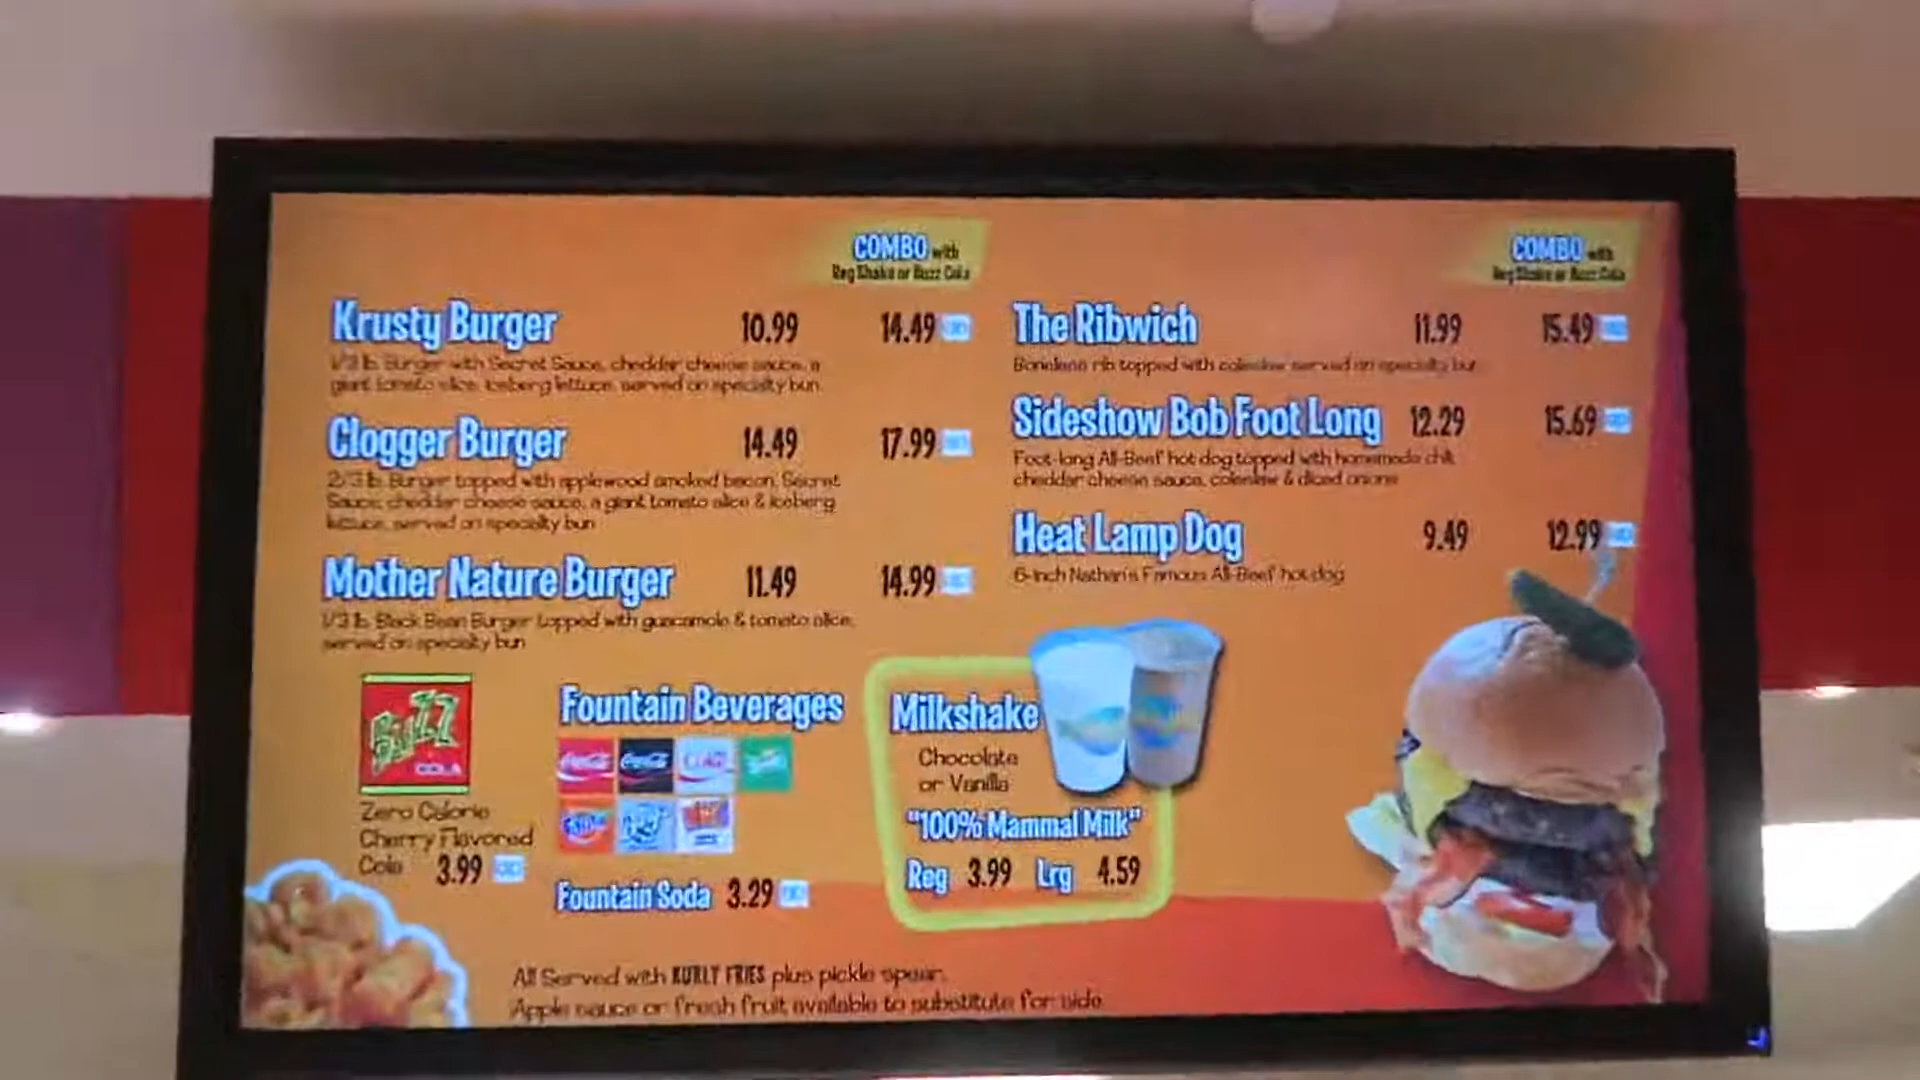 COMBO with
Reg Shake or Buzz Cola
Krusty Burger 10.99 14.49
1/3 lb. Burger with Secret Sauce, cheddar cheese sauce, a
giant tomato slice, iceberg lettuce, served on specialty bun.
Clogger Burger 14.49 17.99
2/3 lb. Burger topped with applewood smoked bacon, Secret
Sauce, cheddar cheese sauce, a giant tomato slice & iceberg
lettuce, served on specialty bun
Mother Nature Burger 11.49 14.99
1/3 lb. Black Bean Burger topped with guacamole & tomato slice,
served on specialty bun
COMBO with
Reg Shake or Buzz Cola
The Ribwich 11.99 15.49
Boneless rib topped with coleslaw served on specialty bun
Sideshow Bob Foot Long 12.29 15.69
Foot-long All-Beef hot dog topped with homemade chili,
cheddar cheese sauce, coleslaw & diced onions
Heat Lamp Dog 9.49 12.99
6-inch Nathan's Famous All-Beef hot dog
BUZZ
COLA
Zero Calorie
Cherry Flavored
Cola 3.99
Fountain Beverages
Coca-Cola Coca-Cola Coke Sprite
Fanta
Fountain Soda 3.29
Milkshake
Chocolate
or Vanilla
"100% Mammal Milk"
Reg 3.99 Lrg 4.59
All Served with KURLY FRIES plus pickle spear.
Apple sauce or fresh fruit available to substitute for side